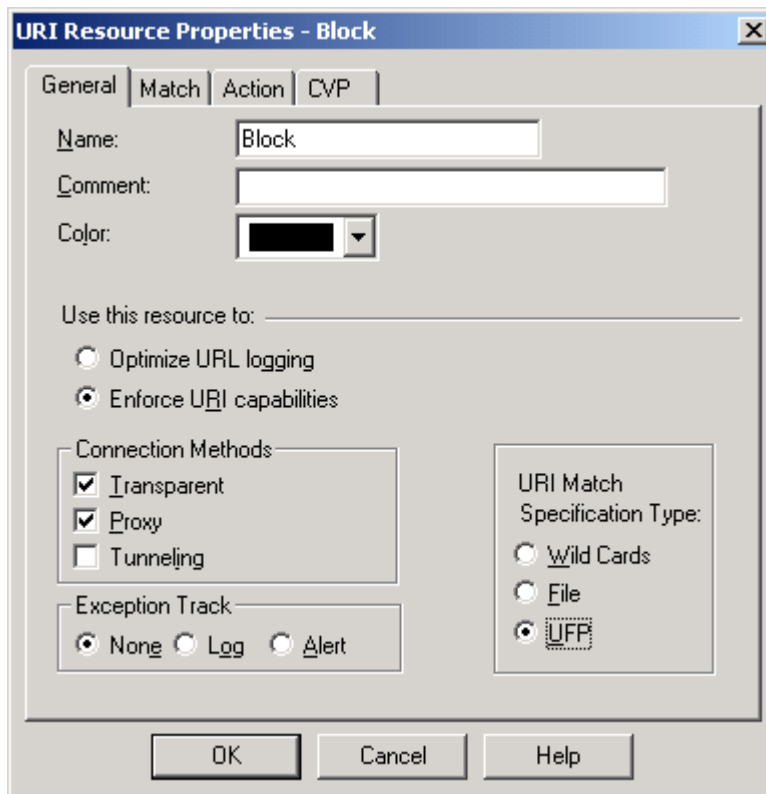 URI Resource Properties - Block
General Match Action CVP
Name: Block
Comment:
Color:
Use this resource to:
Optimize URL logging
Enforce URI capabilities
Connection Methods
Transparent
Proxy
Tunneling
URI Match
Specification Type:
Wild Cards
File
UFP
Exception Track
None Log Alert
OK Cancel Help